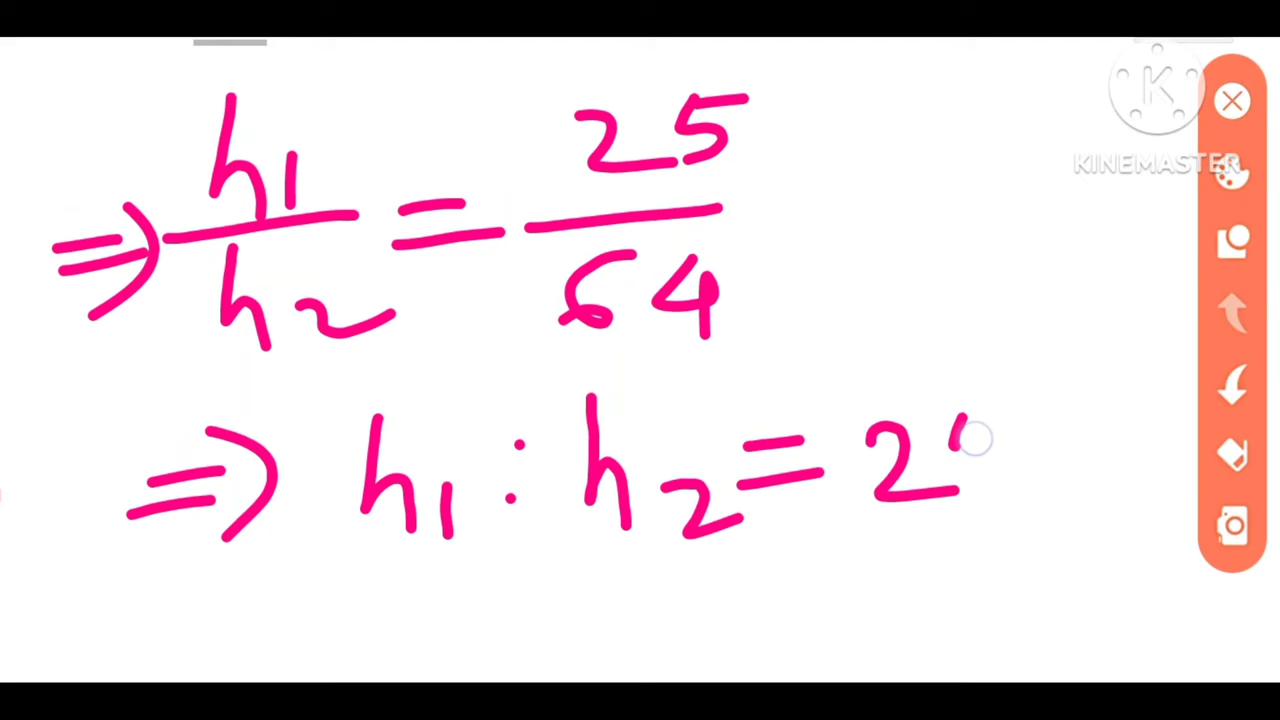 ⇒ h1/h2 = 25/64
⇒ h1 : h2 = 2
KINEMASTER